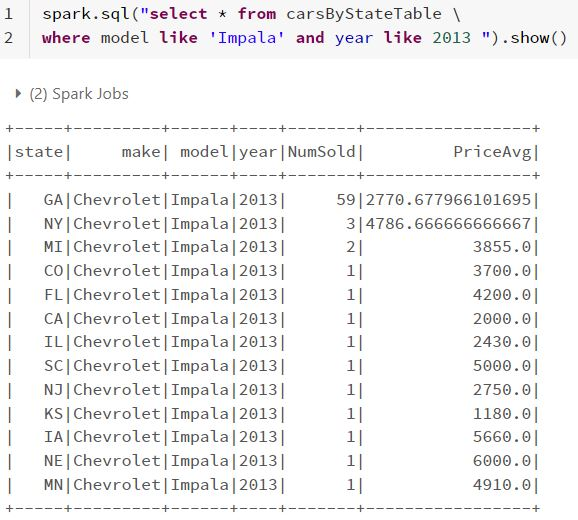 1 spark.sql("select * from carsByStateTable \
2 where model like 'Impala' and year like 2013 ").show()
(2) Spark Jobs
+-----+---------+------+----+-------+-----------------+
|state|     make| model|year|NumSold|         PriceAvg|
+-----+---------+------+----+-------+-----------------+
|   GA|Chevrolet|Impala|2013|     59|2770.677966101695|
|   NY|Chevrolet|Impala|2013|      3|4786.666666666667|
|   MI|Chevrolet|Impala|2013|      2|           3855.0|
|   CO|Chevrolet|Impala|2013|      1|           3700.0|
|   FL|Chevrolet|Impala|2013|      1|           4200.0|
|   CA|Chevrolet|Impala|2013|      1|           2000.0|
|   IL|Chevrolet|Impala|2013|      1|           2430.0|
|   SC|Chevrolet|Impala|2013|      1|           5000.0|
|   NJ|Chevrolet|Impala|2013|      1|           2750.0|
|   KS|Chevrolet|Impala|2013|      1|           1180.0|
|   IA|Chevrolet|Impala|2013|      1|           5660.0|
|   NE|Chevrolet|Impala|2013|      1|           6000.0|
|   MN|Chevrolet|Impala|2013|      1|           4910.0|
+-----+---------+------+----+-------+-----------------+